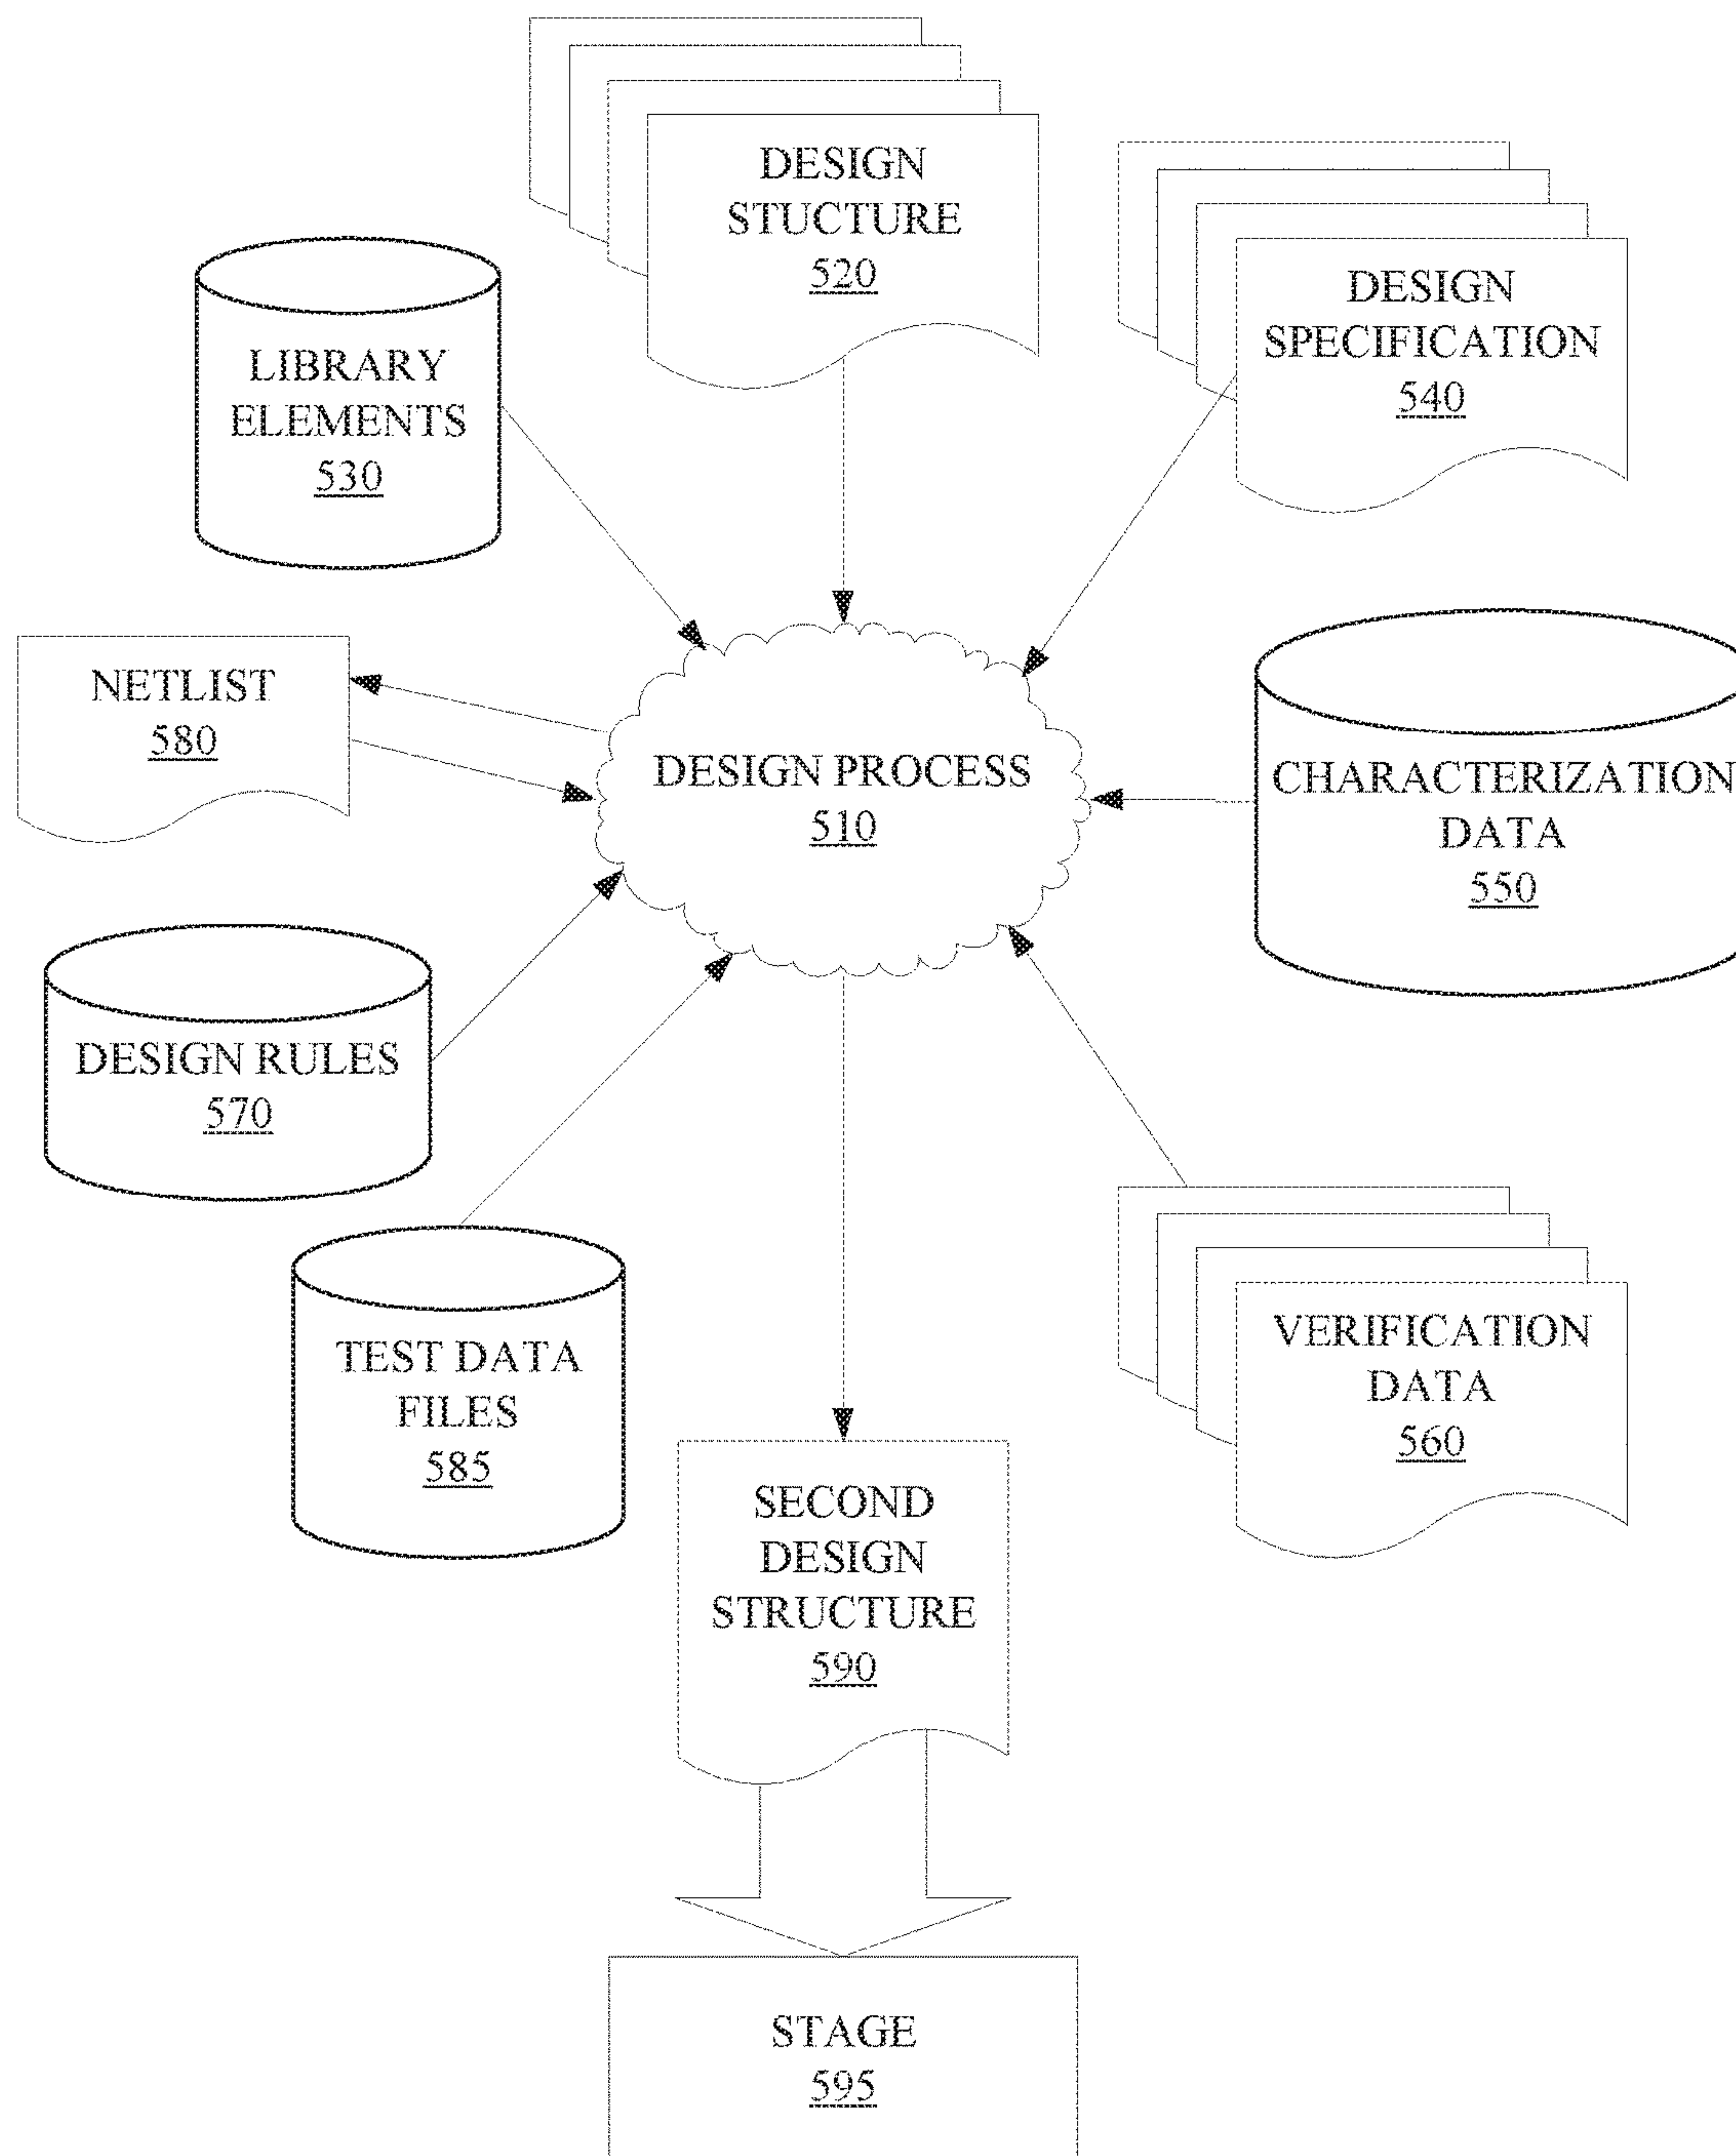 DESIGN
STUCTURE
520
DESIGN
SPECIFICATION
540
LIBRARY
ELEMENTS
530
NETLIST
580
DESIGN PROCESS
510
CHARACTERIZATION
DATA
550
DESIGN RULES
570
TEST DATA
FILES
585
VERIFICATION
DATA
560
SECOND
DESIGN
STRUCTURE
590
STAGE
595